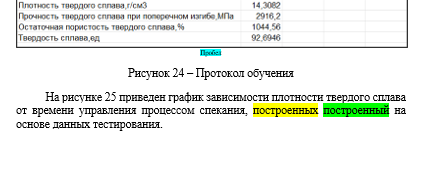 Плотность твердого сплава,г/см3 14,3082
Прочность твердого сплава при поперечном изгибе,МПа 2916,2
Остаточная пористость твердого сплава,% 1044,56
Твердость сплава,ед 92,6946
Пробел
Рисунок 24 – Протокол обучения
На рисунке 25 приведен график зависимости плотности твердого сплава
от времени управления процессом спекания, построенных построенный на
основе данных тестирования.